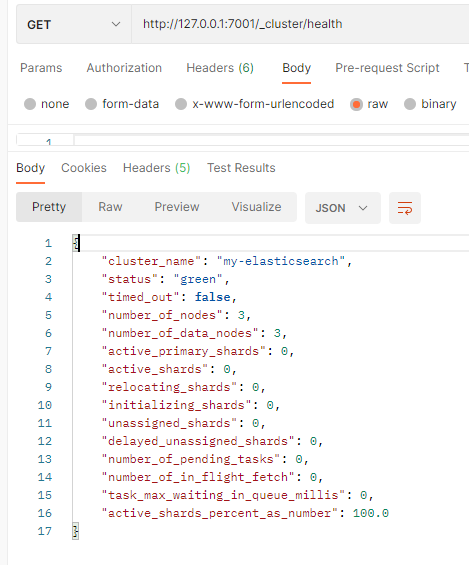 GET http://127.0.0.1:7001/_cluster/health
Params Authorization Headers (6) Body Pre-request Script
none form-data x-www-form-urlencoded raw binary
1
Body Cookies Headers (5) Test Results
Pretty Raw Preview Visualize JSON
1 {
2 "cluster_name": "my-elasticsearch",
3 "status": "green",
4 "timed_out": false,
5 "number_of_nodes": 3,
6 "number_of_data_nodes": 3,
7 "active_primary_shards": 0,
8 "active_shards": 0,
9 "relocating_shards": 0,
10 "initializing_shards": 0,
11 "unassigned_shards": 0,
12 "delayed_unassigned_shards": 0,
13 "number_of_pending_tasks": 0,
14 "number_of_in_flight_fetch": 0,
15 "task_max_waiting_in_queue_millis": 0,
16 "active_shards_percent_as_number": 100.0
17 }